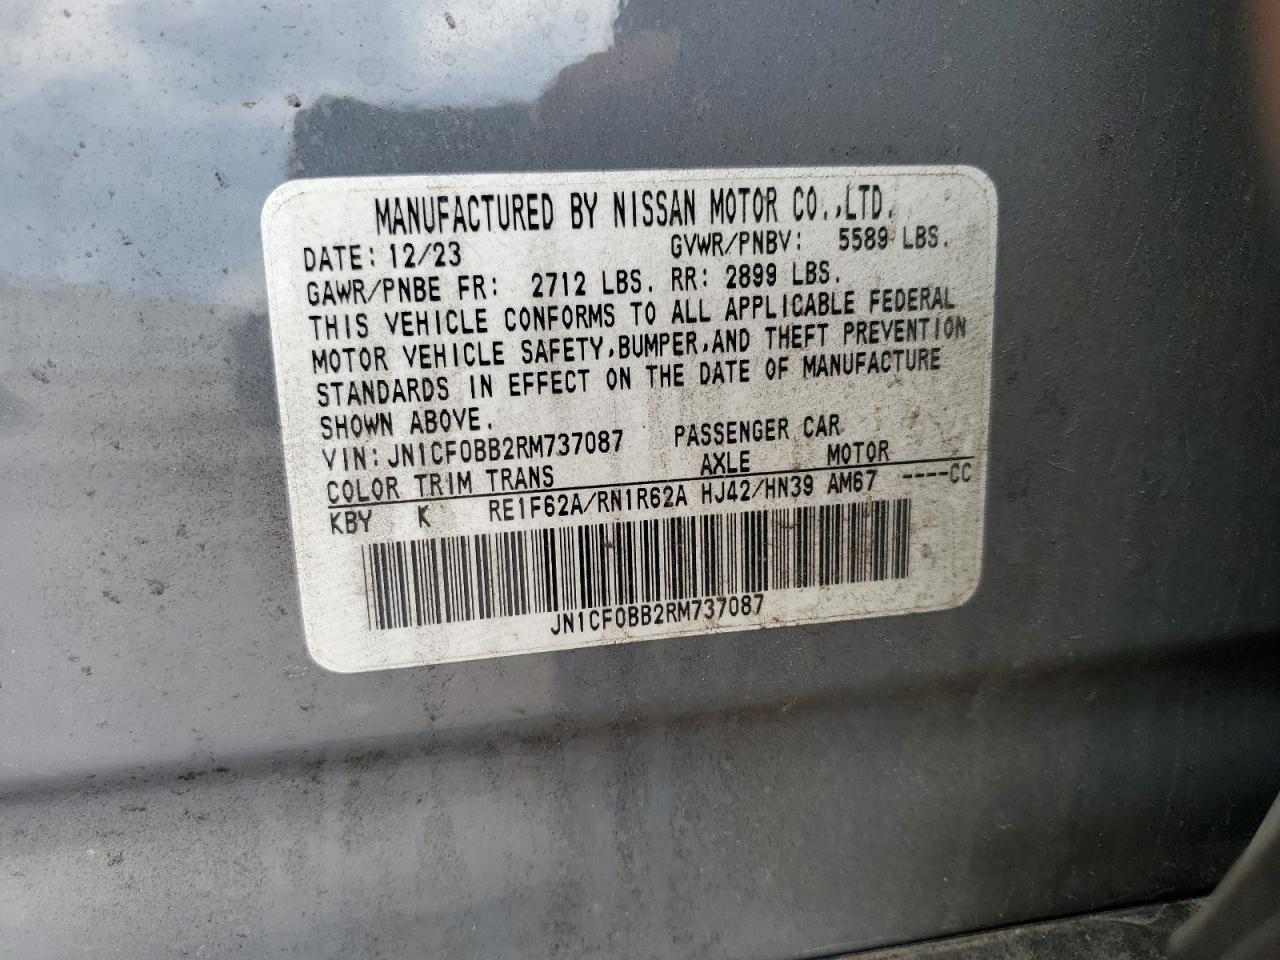 MANUFACTURED BY NISSAN MOTOR CO.,LTD.
DATE: 12/23 GVWR/PNBV: 5589 LBS.
GAWR/PNBE FR: 2712 LBS. RR: 2899 LBS.
THIS VEHICLE CONFORMS TO ALL APPLICABLE FEDERAL
MOTOR VEHICLE SAFETY,BUMPER,AND THEFT PREVENTION
STANDARDS IN EFFECT ON THE DATE OF MANUFACTURE
SHOWN ABOVE.
VIN: JN1CF0BB2RM737087 PASSENGER CAR
COLOR TRIM TRANS AXLE MOTOR
KBY K RE1F62A/RN1R62A HJ42/HN39 AM67 ----CC
JN1CF0BB2RM737087